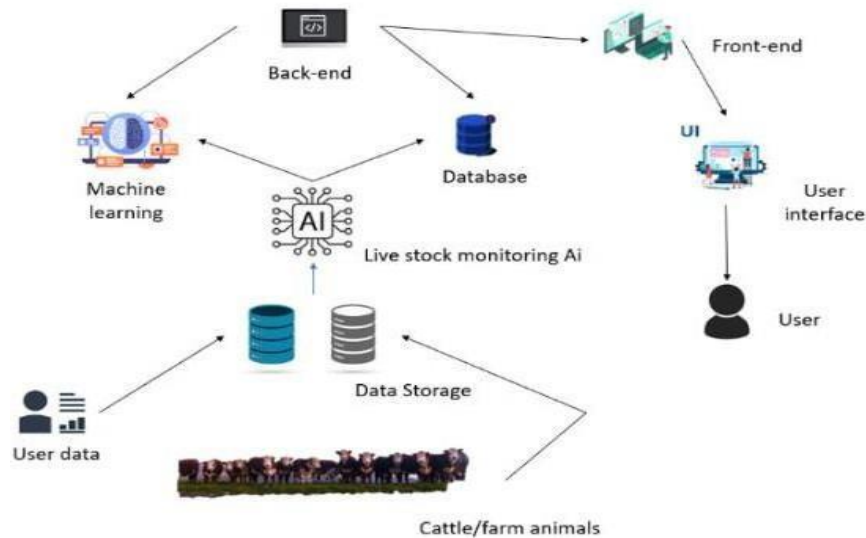 Back-end
Front-end
UI
Machine
learning
Database
User
interface
AI
Live stock monitoring Ai
User
Data Storage
User data
Cattle/farm animals